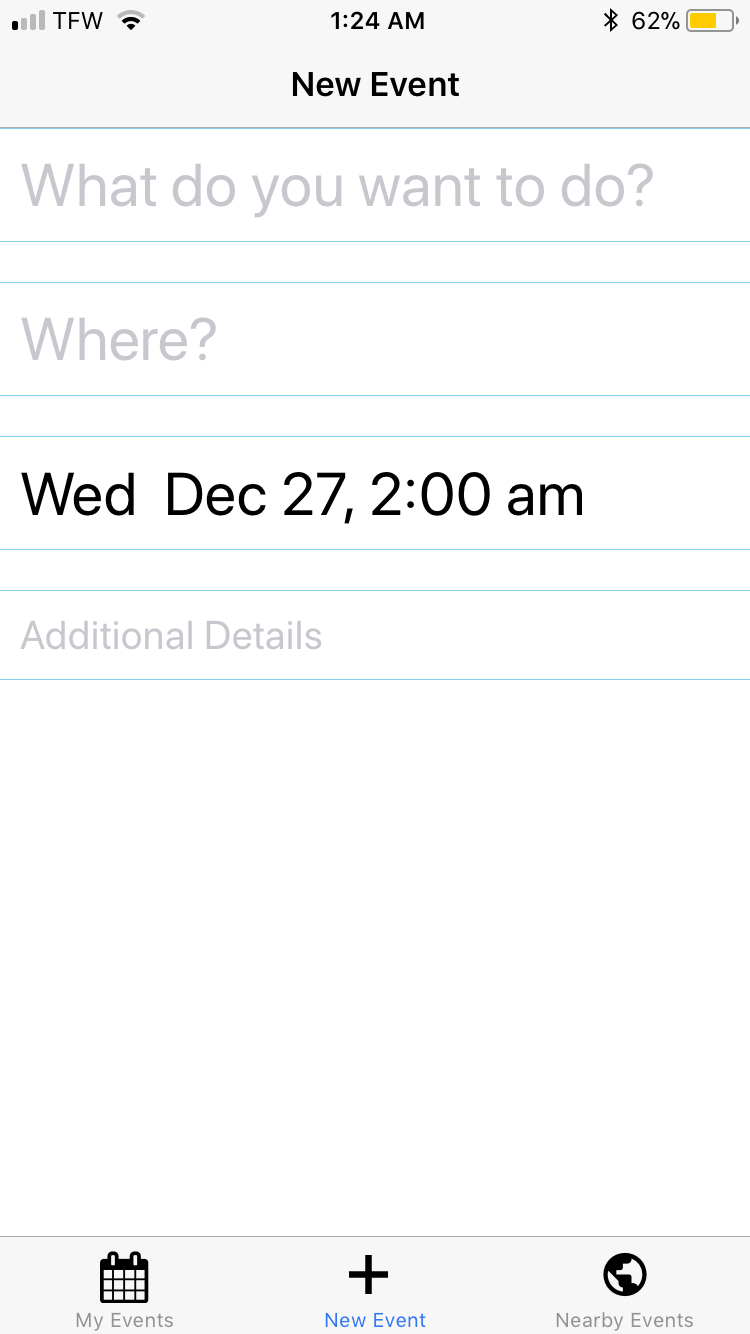 TFW 1:24 AM 62%
New Event
What do you want to do?
Where?
Wed  Dec 27, 2:00 am
Additional Details
My Events New Event Nearby Events